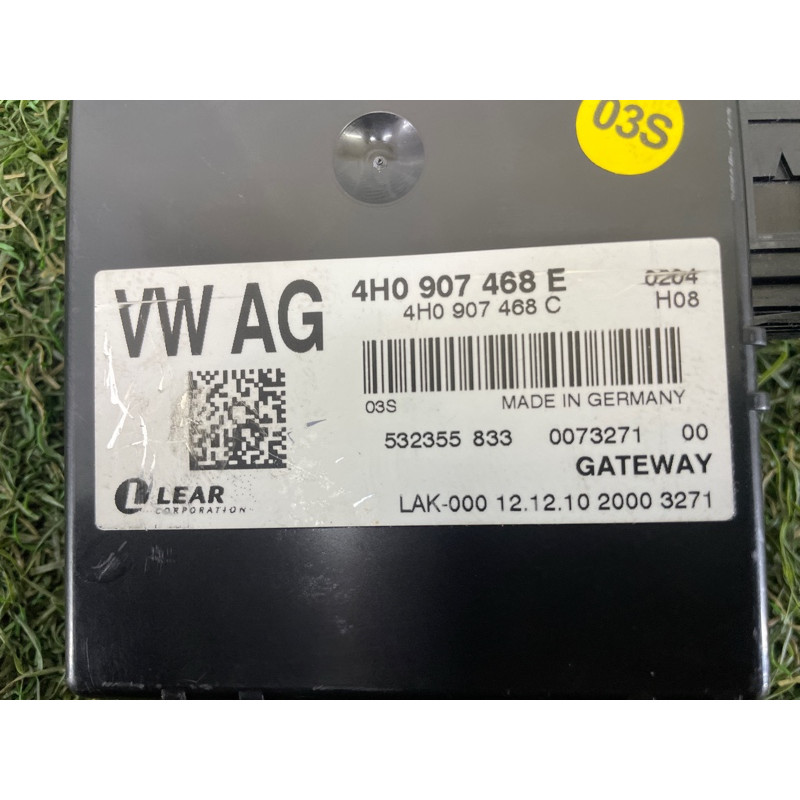 03S
VW AG
4H0 907 468 E
0204
4H0 907 468 C
H08
03S
MADE IN GERMANY
532355 833 0073271 00
GATEWAY
LEAR
CORPORATION
LAK-000 12.12.10 2000 3271